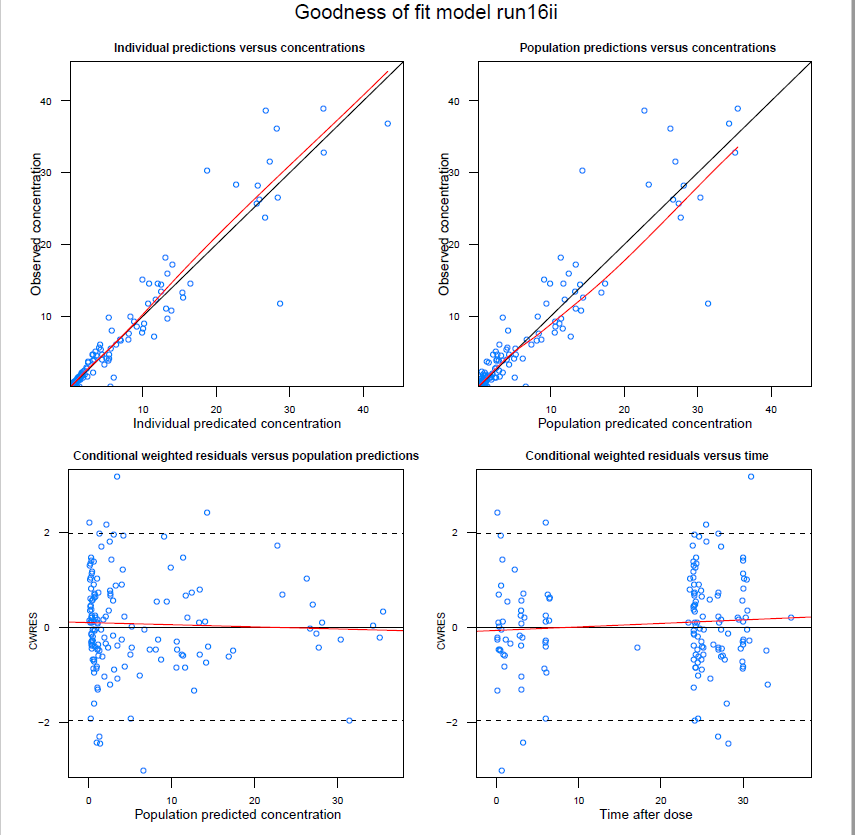 Goodness of fit model run16ii
Individual predictions versus concentrations
Observed concentration
40
30
20
10
10 20 30 40
Individual predicated concentration
Population predictions versus concentrations
Observed concentration
40
30
20
10
10 20 30 40
Population predicated concentration
Conditional weighted residuals versus population predictions
CWRES
2
0
−2
0 10 20 30
Population predicted concentration
Conditional weighted residuals versus time
CWRES
2
0
−2
0 10 20 30
Time after dose